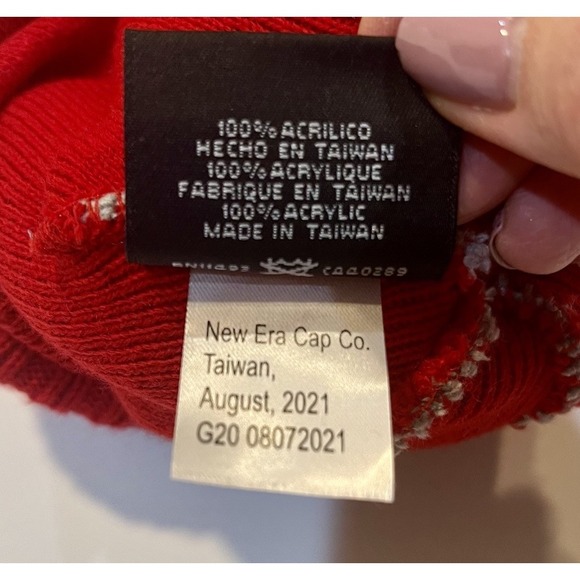 100% ACRILICO
HECHO EN TAIWAN
100% ACRYLIQUE
FABRIQUE EN TAIWAN
100% ACRYLIC
MADE IN TAIWAN
CA40289
New Era Cap Co.
Taiwan,
August, 2021
G20 08072021